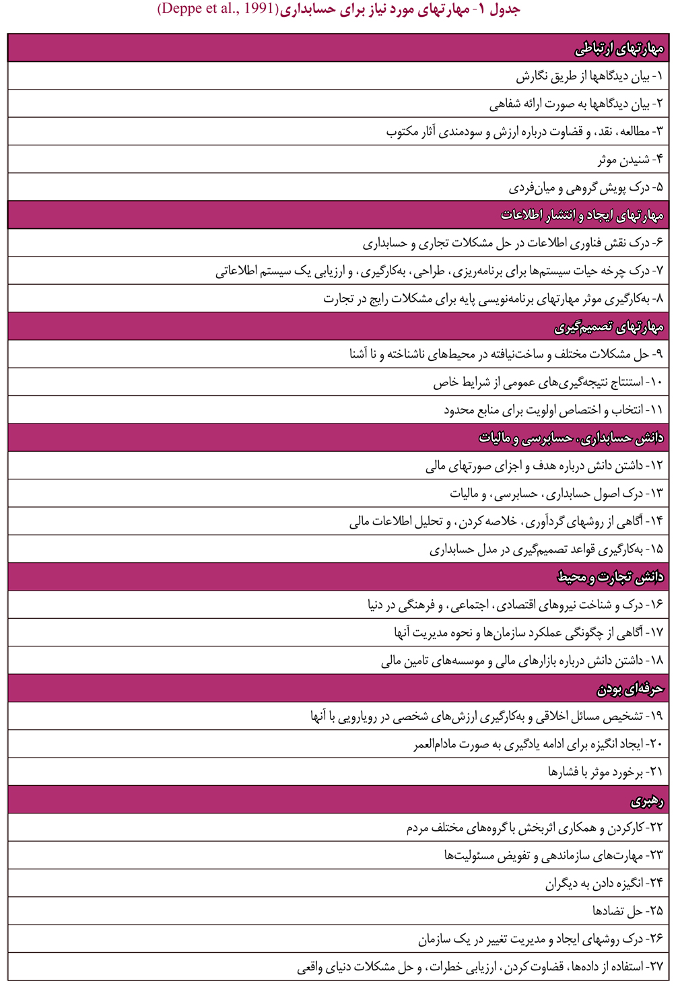 جدول ۱- مهارتهای مورد نیاز برای حسابداری(Deppe et al., 1991)
مهارتهای ارتباطی
۱- بیان دیدگاهها از طریق نگارش
۲- بیان دیدگاهها به صورت ارائه شفاهی
۳- مطالعه، نقد، و قضاوت درباره ارزش و سودمندی آثار مکتوب
۴- شنیدن موثر
۵- درک پویش گروهی و میان‌فردی
مهارتهای ایجاد و انتشار اطلاعات
۶- درک نقش فناوری اطلاعات در حل مشکلات تجاری و حسابداری
۷- درک چرخه حیات سیستم‌ها برای برنامه‌ریزی، طراحی، به‌کارگیری، و ارزیابی یک سیستم اطلاعاتی
۸- به‌کارگیری موثر مهارتهای برنامه‌نویسی پایه برای مشکلات رایج در تجارت
مهارتهای تصمیم‌گیری
۹- حل مشکلات مختلف و ساخت‌نیافته در محیط‌های ناشناخته و نا آشنا
۱۰- استنتاج نتیجه‌گیری‌های عمومی از شرایط خاص
۱۱- انتخاب و اختصاص اولویت برای منابع محدود
دانش حسابداری، حسابرسی و مالیات
۱۲- داشتن دانش درباره هدف و اجزای صورتهای مالی
۱۳- درک اصول حسابداری، حسابرسی، و مالیات
۱۴- آگاهی از روشهای گردآوری، خلاصه کردن، و تحلیل اطلاعات مالی
۱۵- به‌کارگیری قواعد تصمیم‌گیری در مدل حسابداری
دانش تجارت و محیط
۱۶- درک و شناخت نیروهای اقتصادی، اجتماعی، و فرهنگی در دنیا
۱۷- آگاهی از چگونگی عملکرد سازمان‌ها و نحوه مدیریت آنها
۱۸- داشتن دانش درباره بازارهای مالی و موسسه‌های تامین مالی
حرفه‌ای بودن
۱۹- تشخیص مسائل اخلاقی و به‌کارگیری ارزش‌های شخصی در رویارویی با آنها
۲۰- ایجاد انگیزه برای ادامه یادگیری به صورت مادام‌العمر
۲۱- برخورد موثر با فشارها
رهبری
۲۲- کارکردن و همکاری اثربخش با گروه‌های مختلف مردم
۲۳- مهارت‌های سازماندهی و تفویض مسئولیت‌ها
۲۴- انگیزه دادن به دیگران
۲۵- حل تضادها
۲۶- درک روشهای ایجاد و مدیریت تغییر در یک سازمان
۲۷- استفاده از داده‌ها، قضاوت کردن، ارزیابی خطرات، و حل مشکلات دنیای واقعی